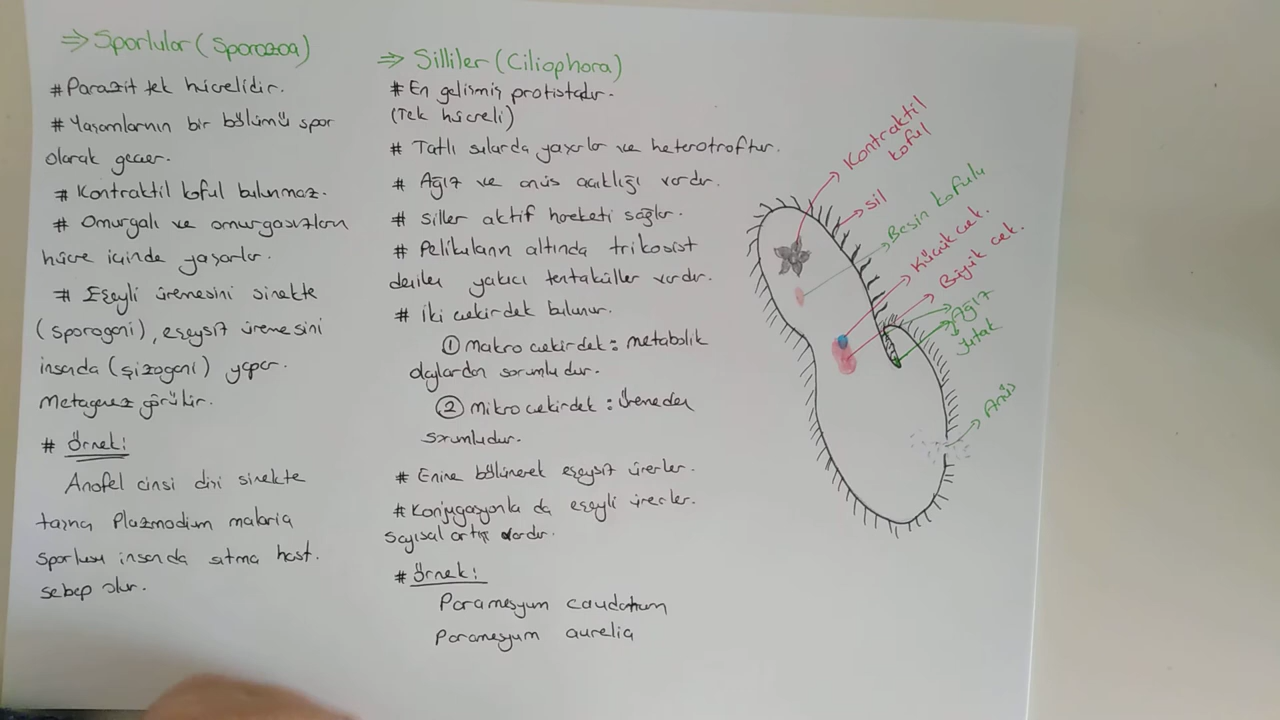 ⇒ Sporlular (Sporozoa)
# Parazit tek hücrelidir.
# Yaşamlarının bir bölümü spor
olarak geçer.
# Kontraktil koful bulunmaz.
# Omurgalı ve omurgasızların
hücre içinde yaşarlar.
# Eşeyli üremesini sinekte
(sporogoni), eşeysiz üremesini
insanda (şizogoni) yapar.
Metagenez görülür.
# Örnek:
Anofel cinsi dişi sinekte
taşınan Plazmodium malaria
sporlusu insanda sıtma hast.
sebep olur.
⇒ Silliler (Ciliophora)
# En gelişmiş protistadır.
(Tek hücreli)
# Tatlı sularda yaşarlar ve heterotroftur.
# Ağız ve anüs açıklığı vardır.
# Siller aktif hareketi sağlar.
# Pelikulanın altında trikosist
denilen yakıcı tentaküller vardır.
# İki çekirdek bulunur.
① Makro çekirdek: metabolik
olaylardan sorumludur.
② Mikro çekirdek: üremeden
sorumludur.
# Enine bölünerek eşeysiz ürerler.
# Konjugasyonla da eşeyli ürerler.
Sayısal artış vardır.
# Örnek:
Paramesyum caudatum
Paramesyum aurelia
Kontraktil
koful
Sil
Besin kofulu
Küçük çek.
Büyük çek.
Ağız
Yutak
Anüs